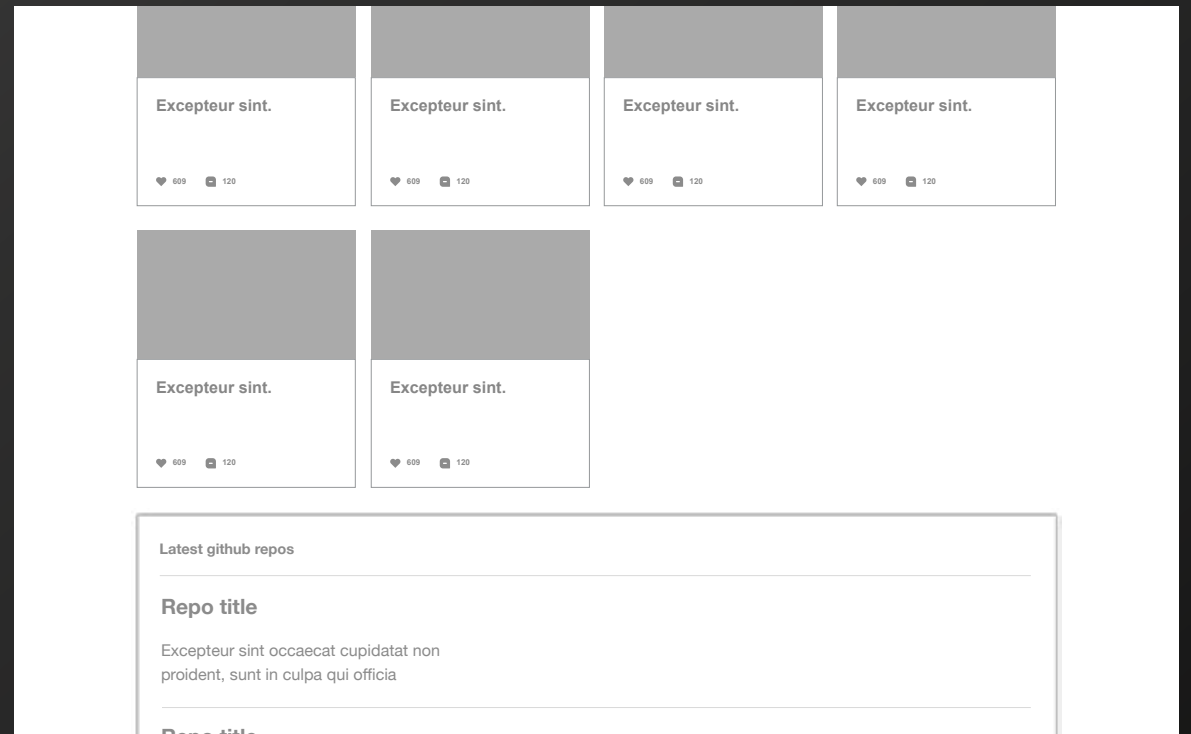 Excepteur sint. Excepteur sint. Excepteur sint. Excepteur sint.
609 120 609 120 609 120 609 120
Excepteur sint. Excepteur sint.
609 120 609 120
Latest github repos
Repo title
Excepteur sint occaecat cupidatat non
proident, sunt in culpa qui officia
Repo title